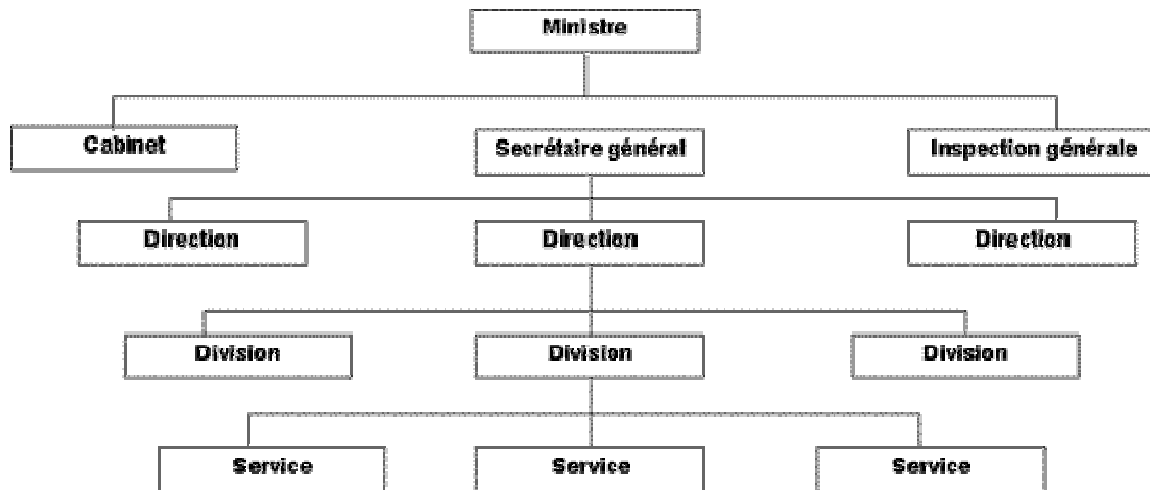 Ministre
Cabinet Secrétaire général Inspection générale
Direction Direction Direction
Division Division Division
Service Service Service